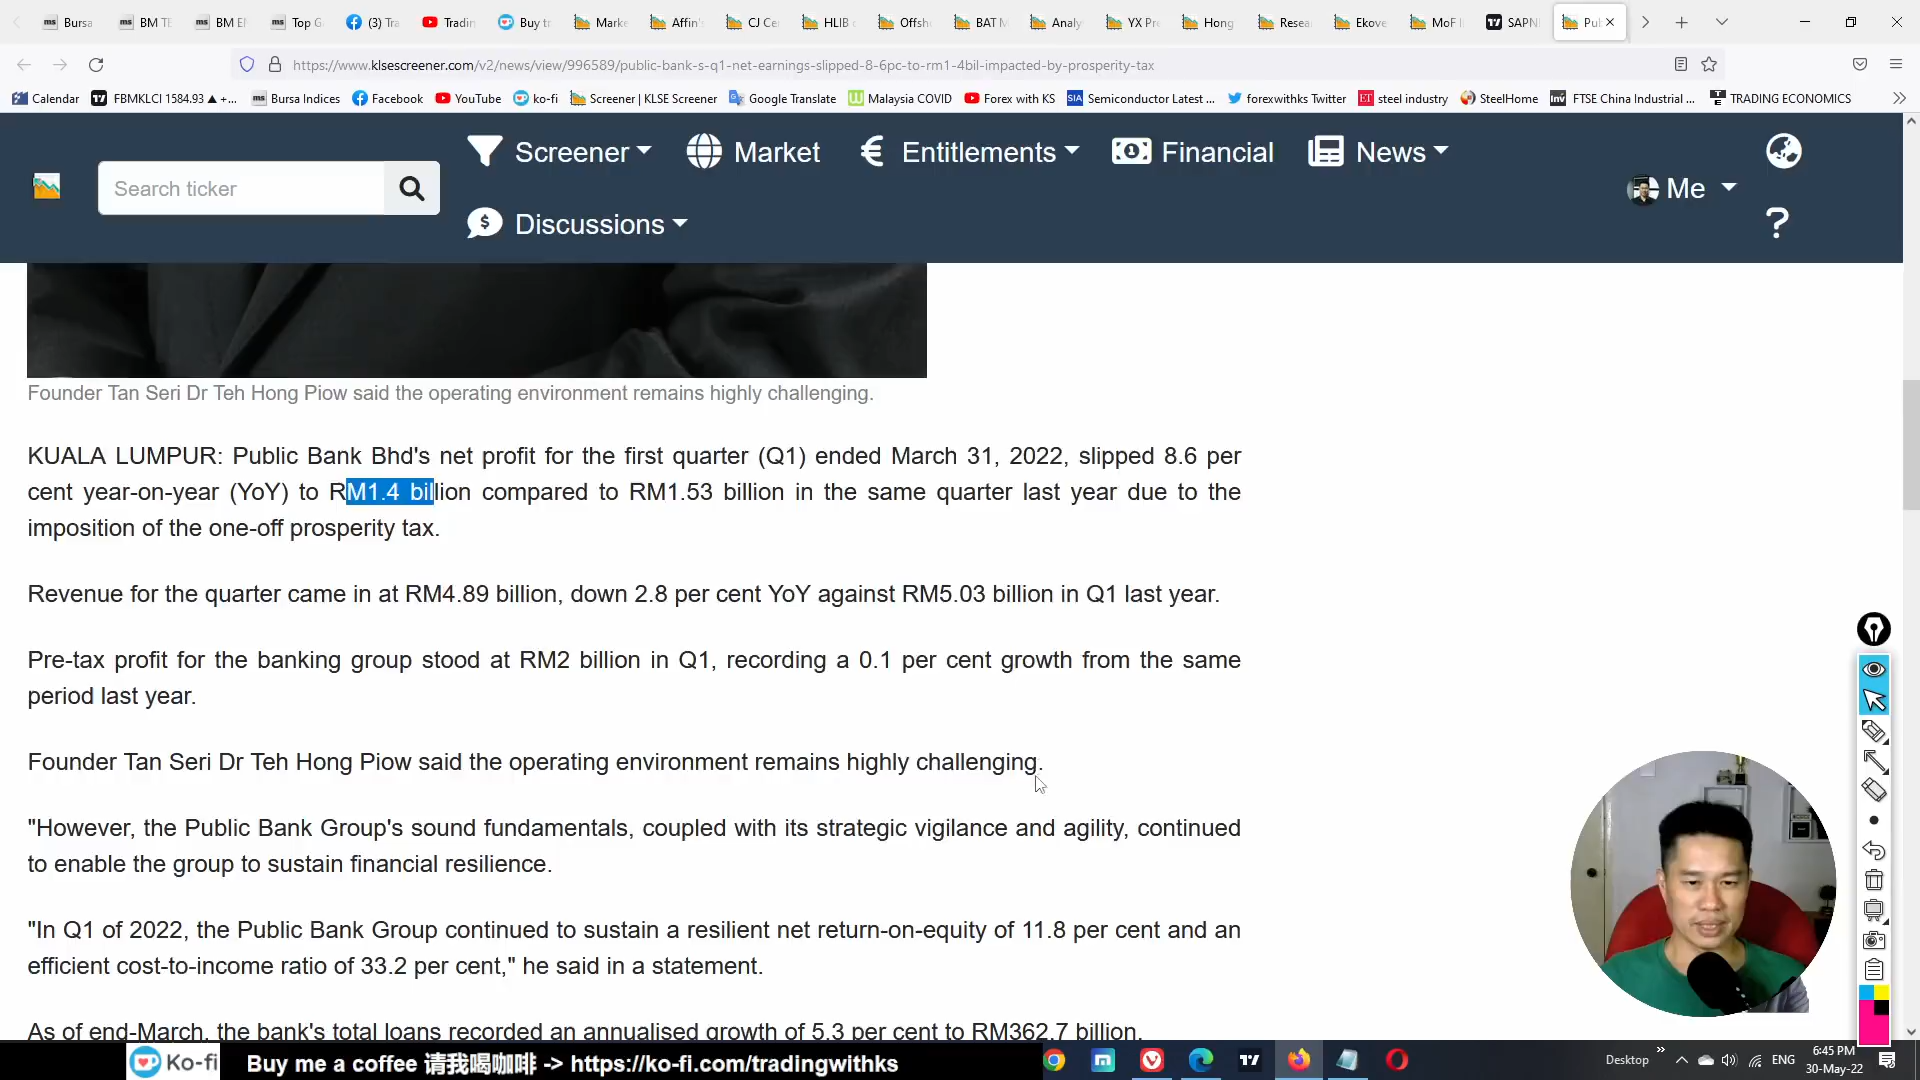 Bursa
BM TE
BM EF
Top G
(3) Tra
Tradin
Buy tr
Marke
Affin'
CJ Ce
HLIB
Offsh
BAT M
Analy
YX Pr
Hong
Resea
Ekove
MoF I
SAPN
Pul
https://www.klsescreener.com/v2/news/view/996589/public-bank-s-q1-net-earnings-slipped-8-6pc-to-rm1-4bil-impacted-by-prosperity-tax
Calendar
FBMKLCI 1584.93 ▲ +...
Bursa Indices
Facebook
YouTube
ko-fi
Screener | KLSE Screener
Google Translate
Malaysia COVID
Forex with KS
SIA Semiconductor Latest ...
forexwithks Twitter
ET steel industry
SteelHome
Inv FTSE China Industrial ...
TRADING ECONOMICS
Search ticker
Screener
Market
Entitlements
Financial
News
Discussions
Me
Founder Tan Seri Dr Teh Hong Piow said the operating environment remains highly challenging.
KUALA LUMPUR: Public Bank Bhd's net profit for the first quarter (Q1) ended March 31, 2022, slipped 8.6 per
cent year-on-year (YoY) to RM1.4 billion compared to RM1.53 billion in the same quarter last year due to the
imposition of the one-off prosperity tax.
Revenue for the quarter came in at RM4.89 billion, down 2.8 per cent YoY against RM5.03 billion in Q1 last year.
Pre-tax profit for the banking group stood at RM2 billion in Q1, recording a 0.1 per cent growth from the same
period last year.
Founder Tan Seri Dr Teh Hong Piow said the operating environment remains highly challenging.
"However, the Public Bank Group's sound fundamentals, coupled with its strategic vigilance and agility, continued
to enable the group to sustain financial resilience.
"In Q1 of 2022, the Public Bank Group continued to sustain a resilient net return-on-equity of 11.8 per cent and an
efficient cost-to-income ratio of 33.2 per cent," he said in a statement.
As of end-March, the bank's total loans recorded an annualised growth of 5.3 per cent to RM362.7 billion.
Ko-fi
Buy me a coffee 请我喝咖啡 -> https://ko-fi.com/tradingwithks
Desktop
ENG
6:45 PM
30-May-22